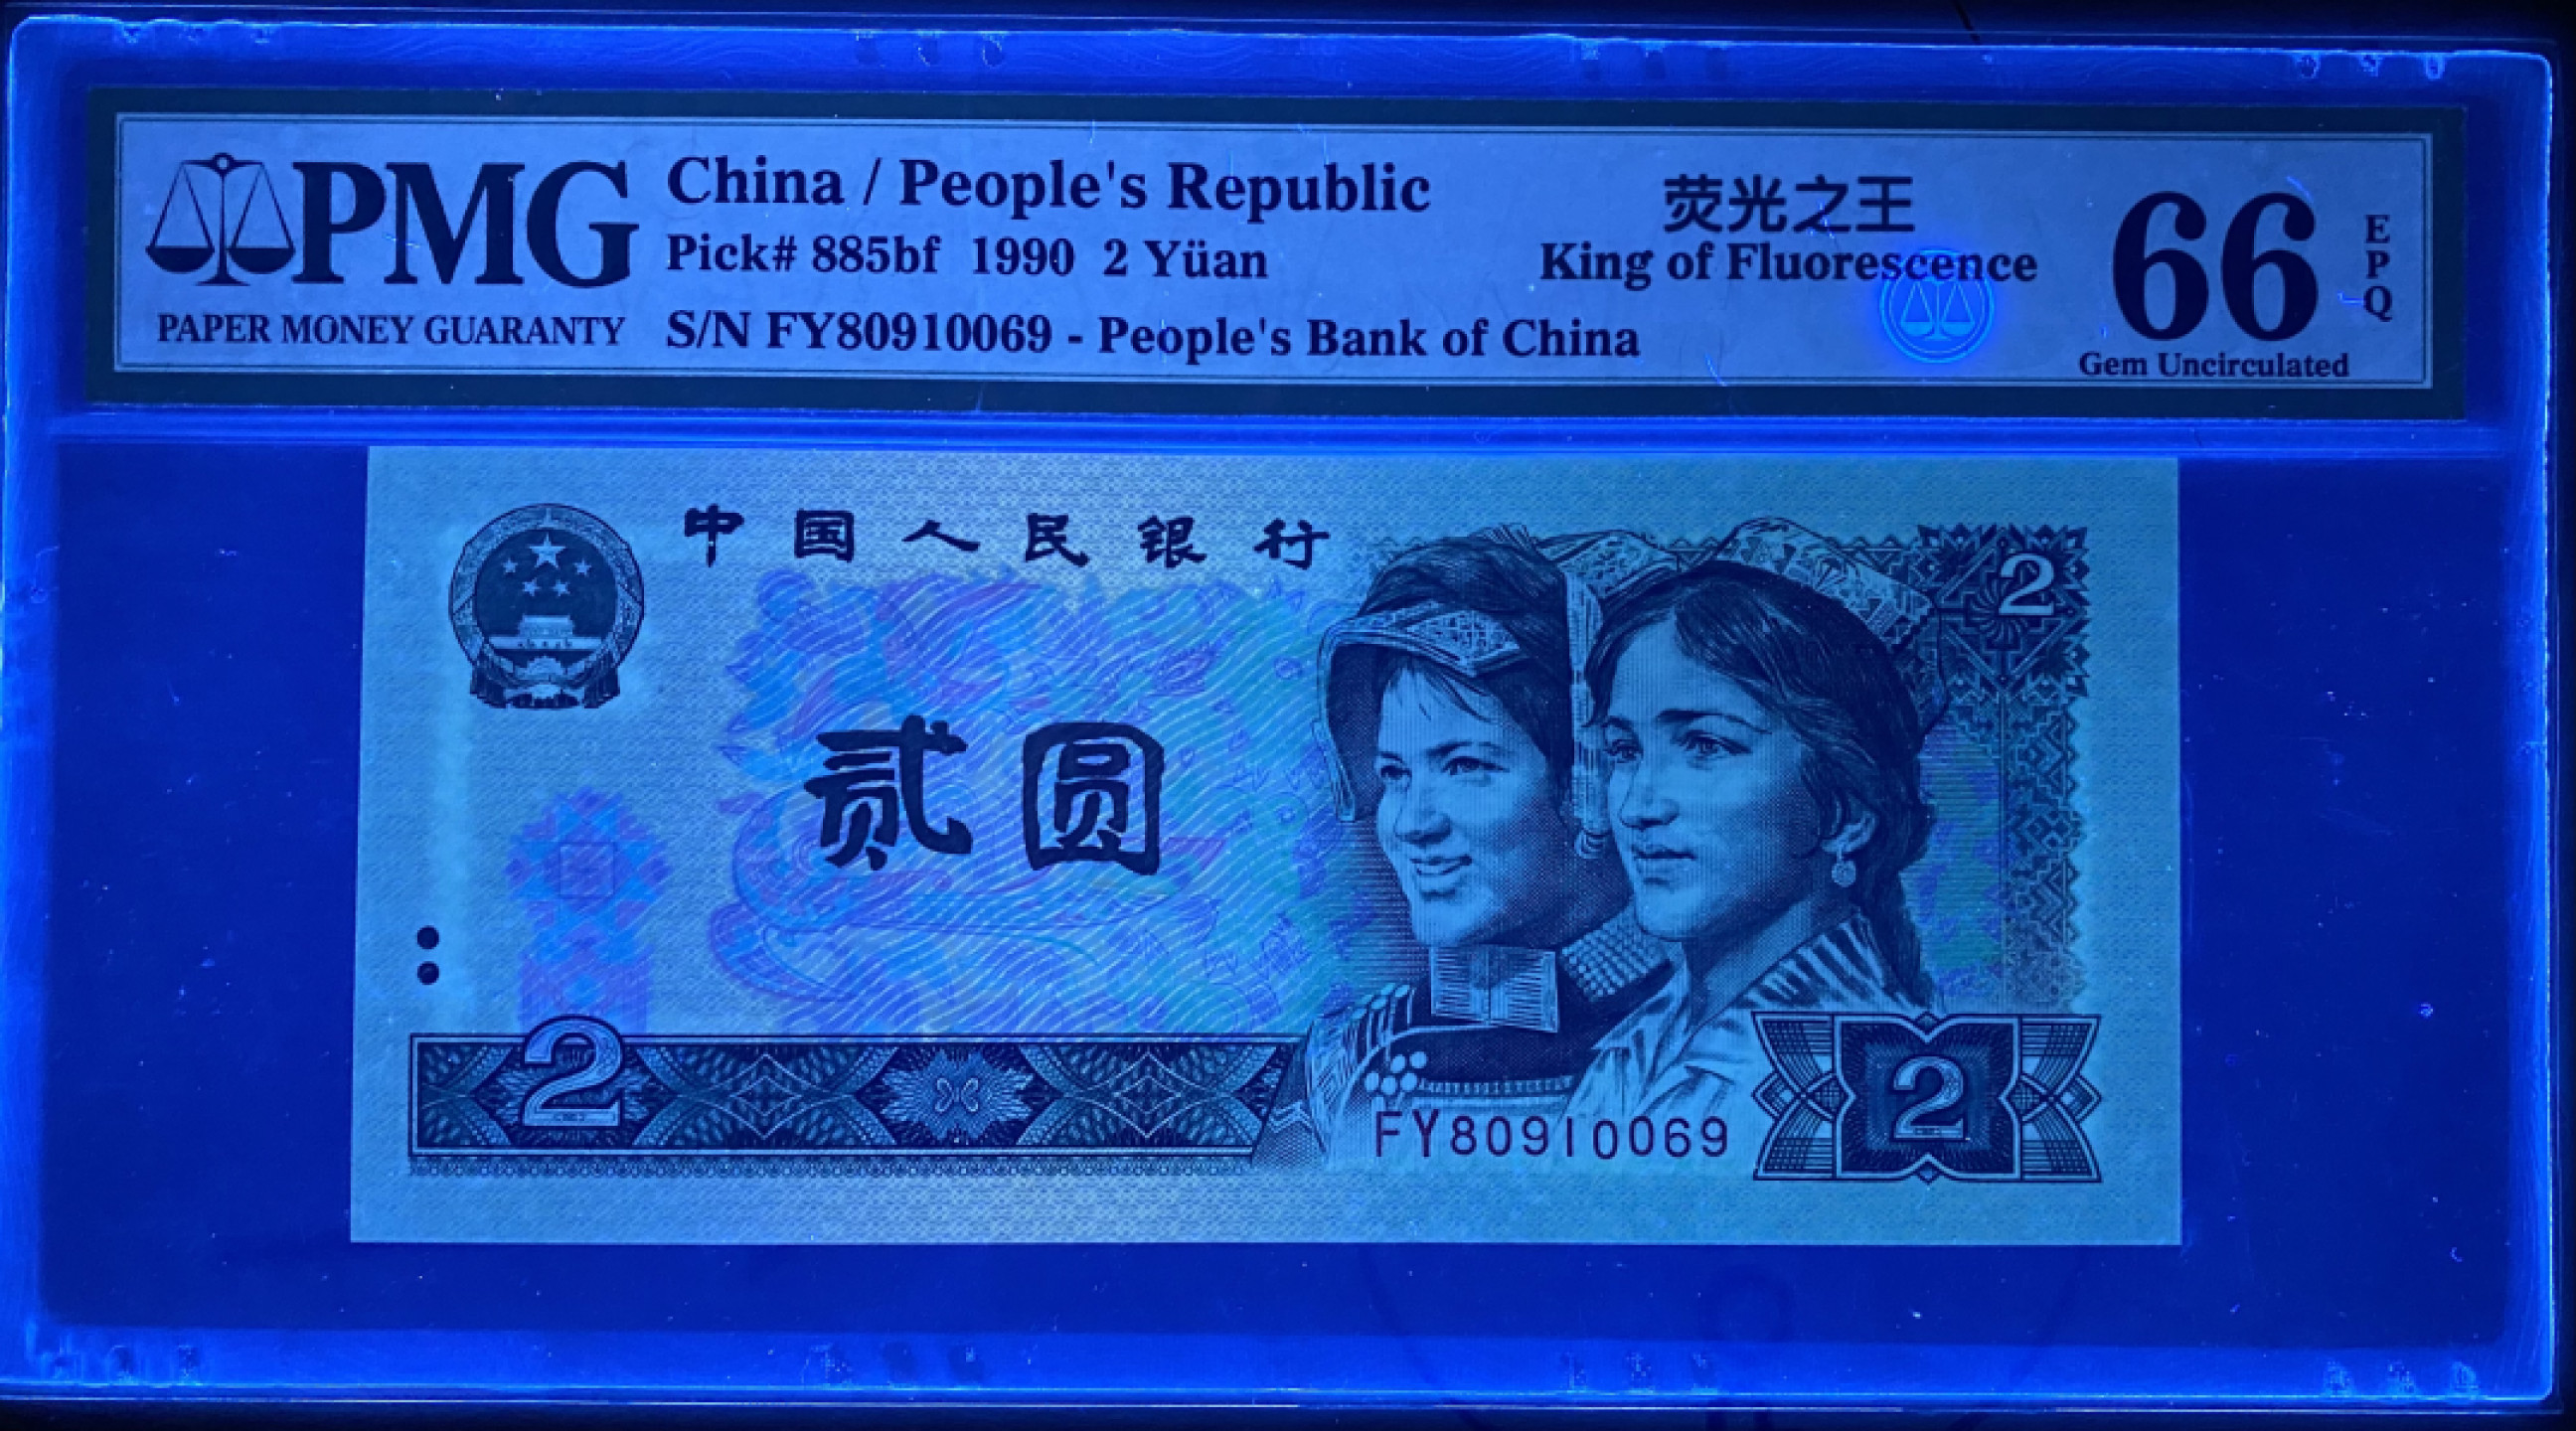 PMG
PAPER MONEY GUARANTY
China / People's Republic
Pick# 885bf 1990 2 Yüan
S/N FY80910069 - People's Bank of China
荧光之王
King of Fluorescence
66
EPQ
Gem Uncirculated
中国人民银行
2
贰圆
2
FY80910069
2